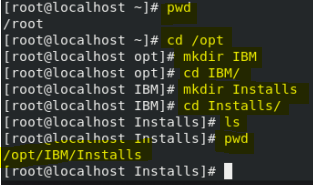 [root@localhost ~]# pwd
/root
[root@localhost ~]# cd /opt
[root@localhost opt]# mkdir IBM
[root@localhost opt]# cd IBM/
[root@localhost IBM]# mkdir Installs
[root@localhost IBM]# cd Installs/
[root@localhost Installs]# ls
[root@localhost Installs]# pwd
/opt/IBM/Installs
[root@localhost Installs]#